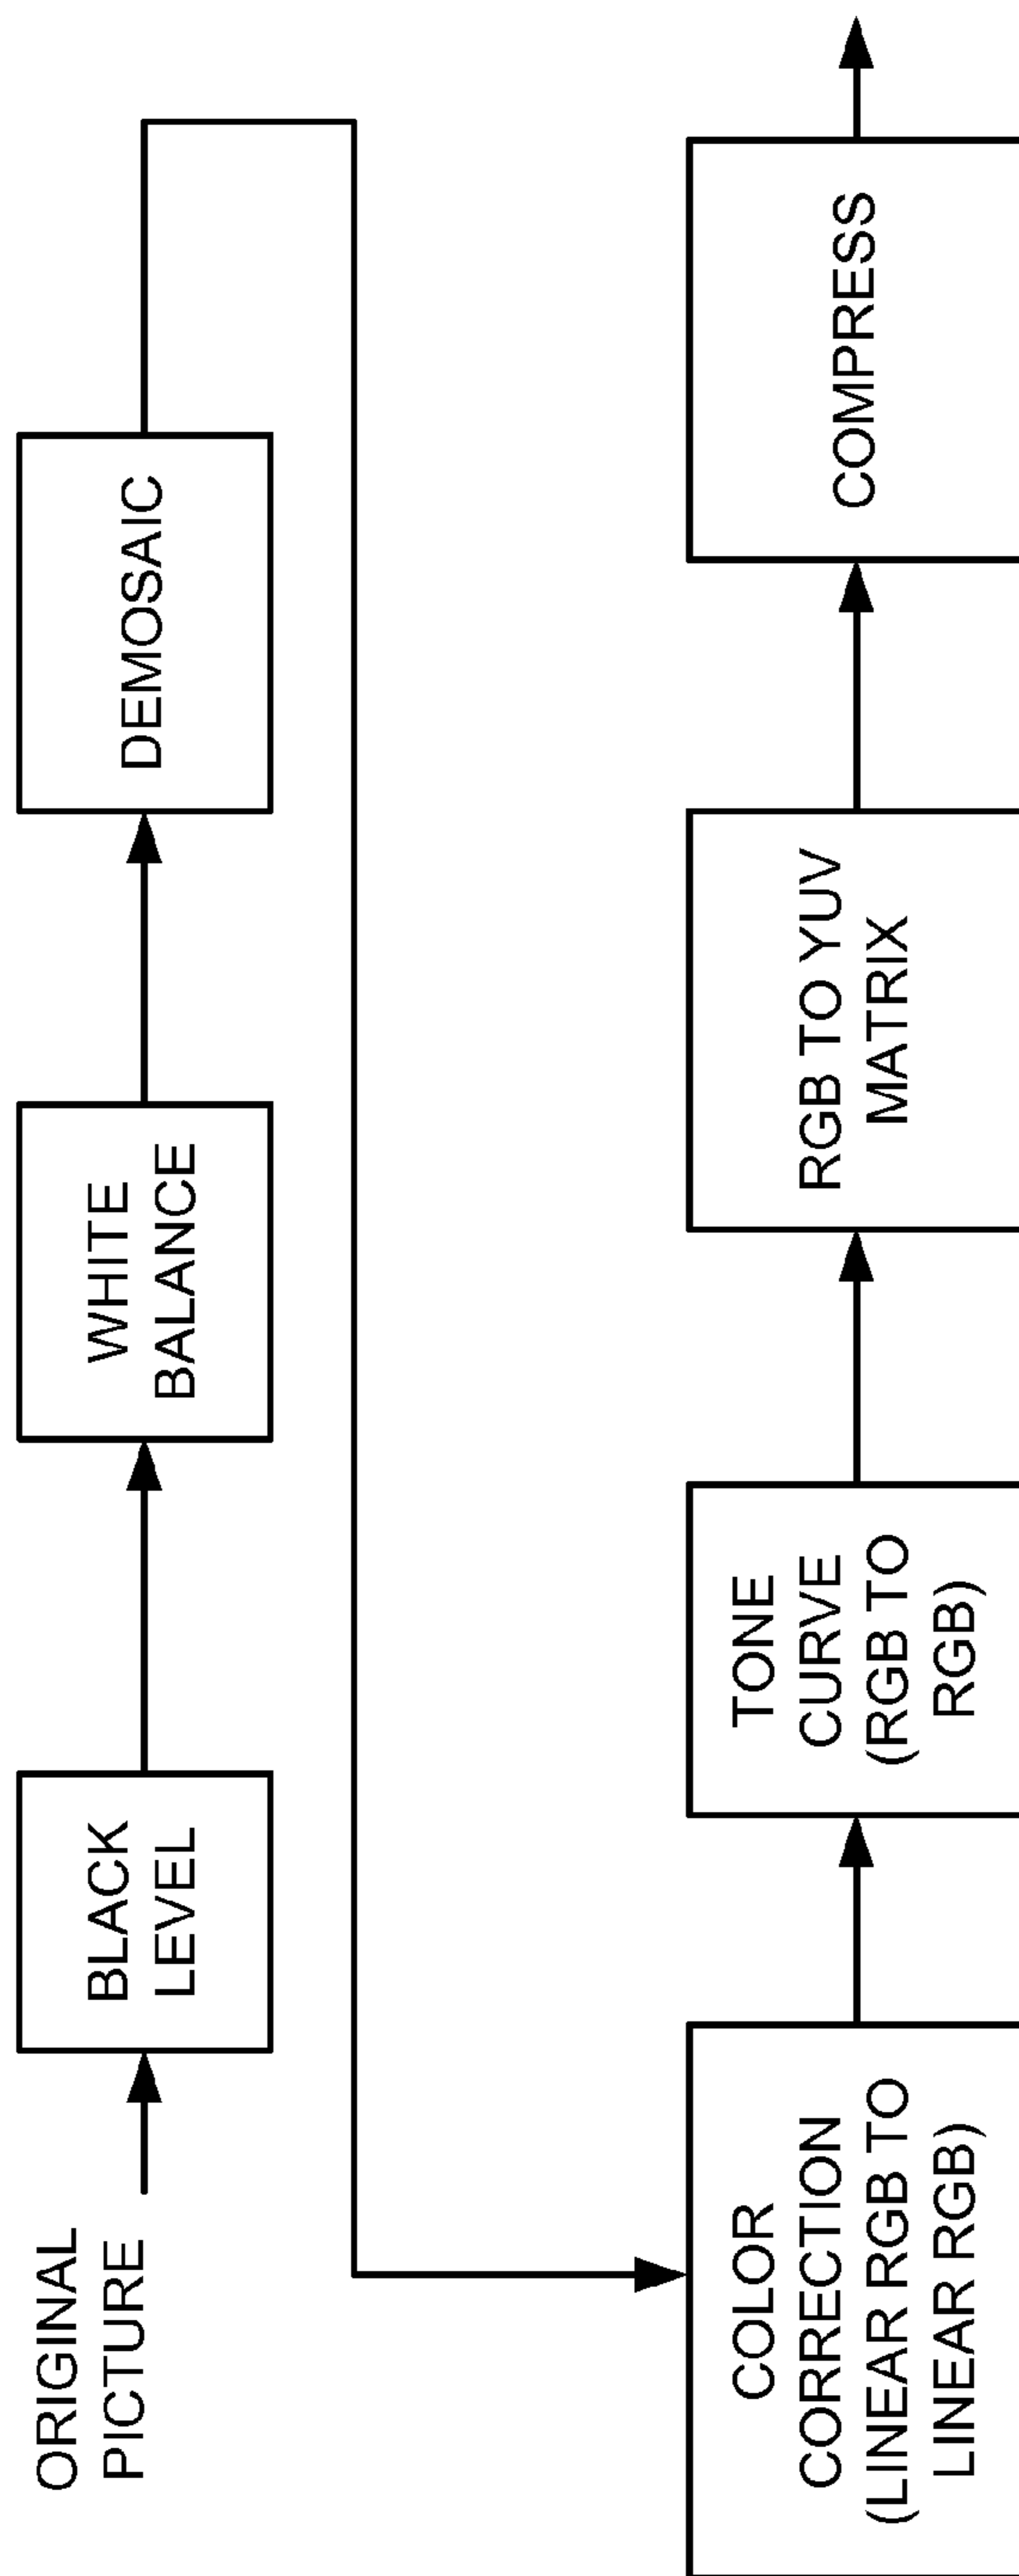 ORIGINAL
PICTURE
BLACK
LEVEL
WHITE
BALANCE
DEMOSAIC
COLOR
CORRECTION
(LINEAR RGB TO
LINEAR RGB)
TONE
CURVE
(RGB TO
RGB)
RGB TO YUV
MATRIX
COMPRESS